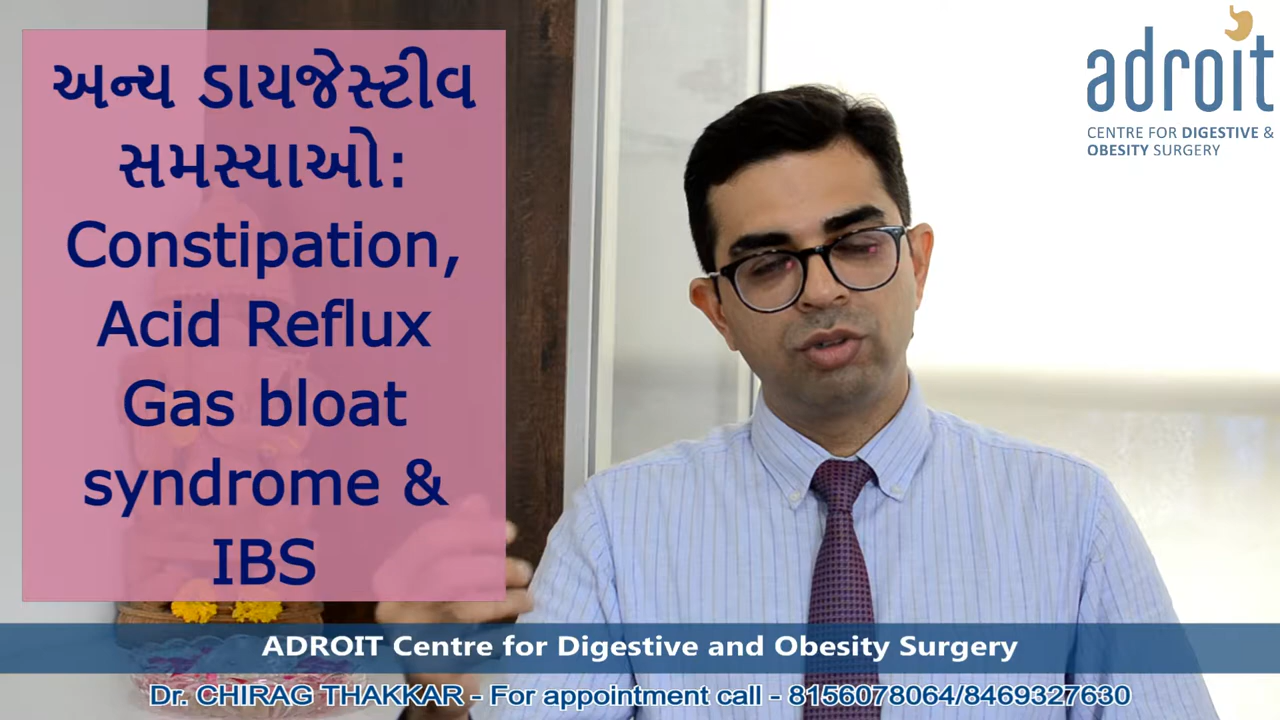 અન્ય ડાયજેસ્ટીવ
સમસ્યાઓ:
Constipation,
Acid Reflux
Gas bloat
syndrome &
IBS
adroit
CENTRE FOR DIGESTIVE &
OBESITY SURGERY
ADROIT Centre for Digestive and Obesity Surgery
Dr. CHIRAG THAKKAR - For appointment call - 8156078064/8469327630